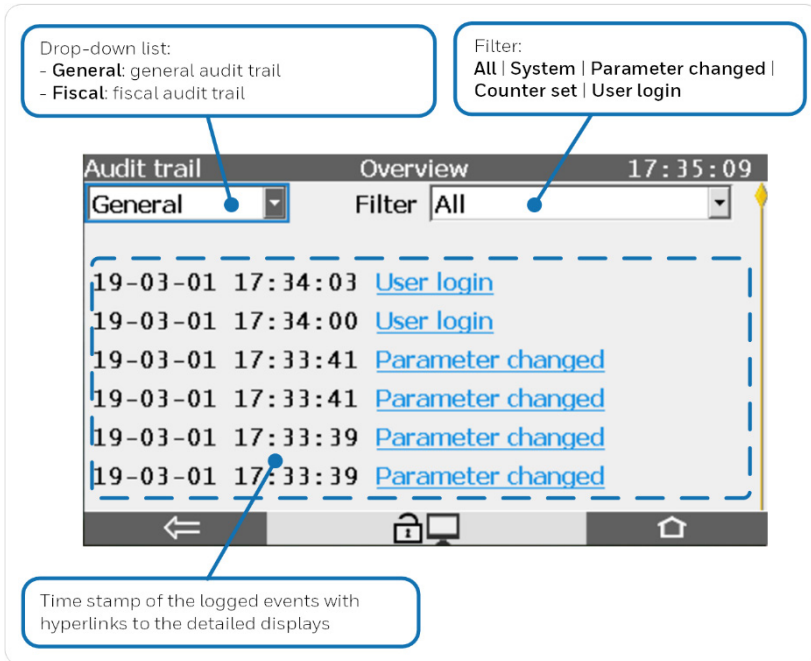 Drop-down list:
- General: general audit trail
- Fiscal: fiscal audit trail
Filter:
All | System | Parameter changed |
Counter set | User login
Audit trail Overview 17:35:09
General Filter All
19-03-01 17:34:03 User login
19-03-01 17:34:00 User login
19-03-01 17:33:41 Parameter changed
19-03-01 17:33:41 Parameter changed
19-03-01 17:33:39 Parameter changed
19-03-01 17:33:39 Parameter changed
Time stamp of the logged events with
hyperlinks to the detailed displays